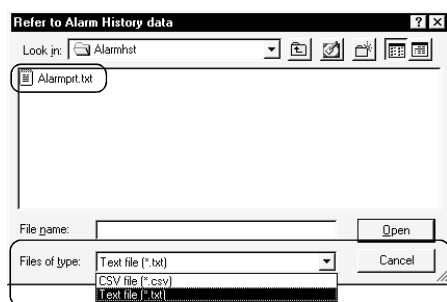 Refer to Alarm History data
Look in: Alarmhst
Alarmprt.txt
File name: Open
Files of type: Text file (*.txt) Cancel
CSV file (*.csv)
Text file (*.txt)